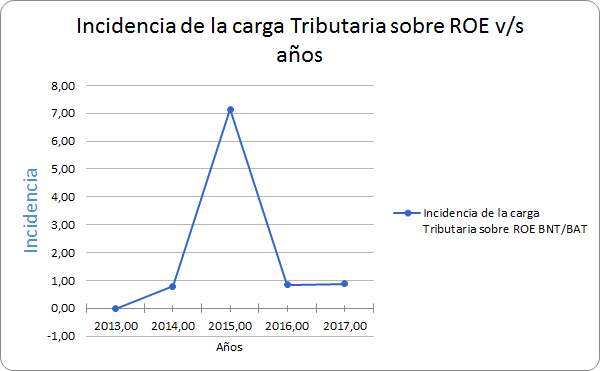 Incidencia de la carga Tributaria sobre ROE v/s
años
8,00
7,00
6,00
5,00
4,00
3,00
2,00
1,00
0,00
-1,00
Incidencia
2013,00 2014,00 2015,00 2016,00 2017,00
Años
Incidencia de la carga
Tributaria sobre ROE BNT/BAT